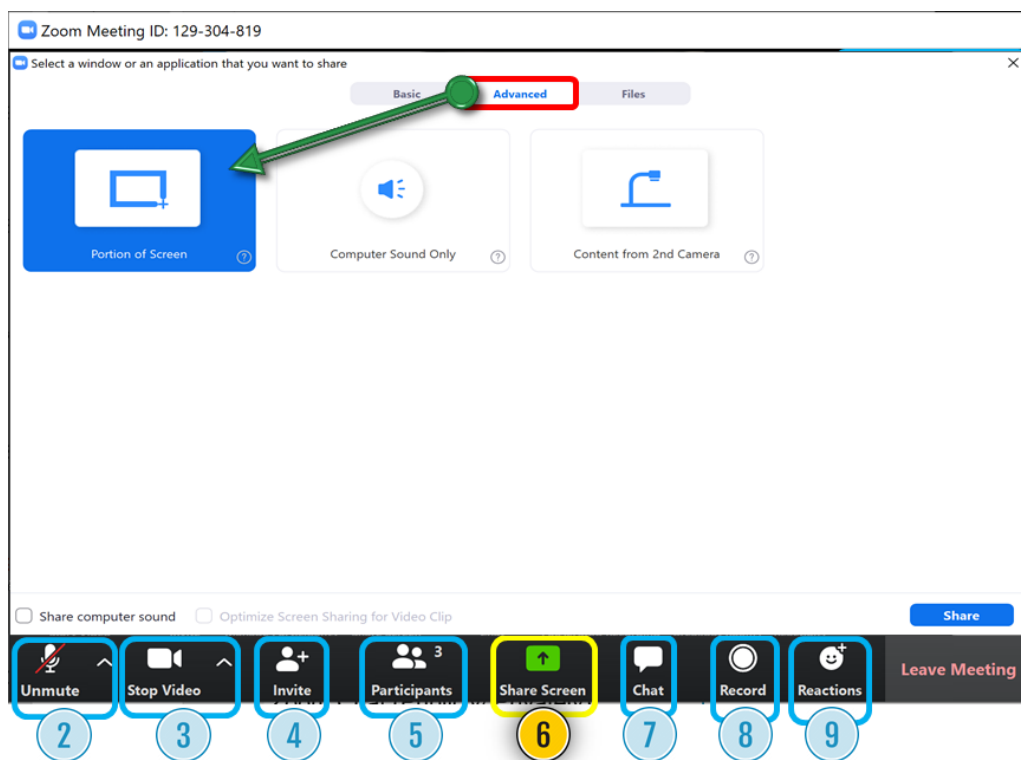 Zoom Meeting ID: 129-304-819
Select a window or an application that you want to share
Basic Advanced Files
Portion of Screen Computer Sound Only Content from 2nd Camera
Share computer sound Optimize Screen Sharing for Video Clip Share
3
Unmute Stop Video Invite Participants Share Screen Chat Record Reactions Leave Meeting
2 3 4 5 6 7 8 9